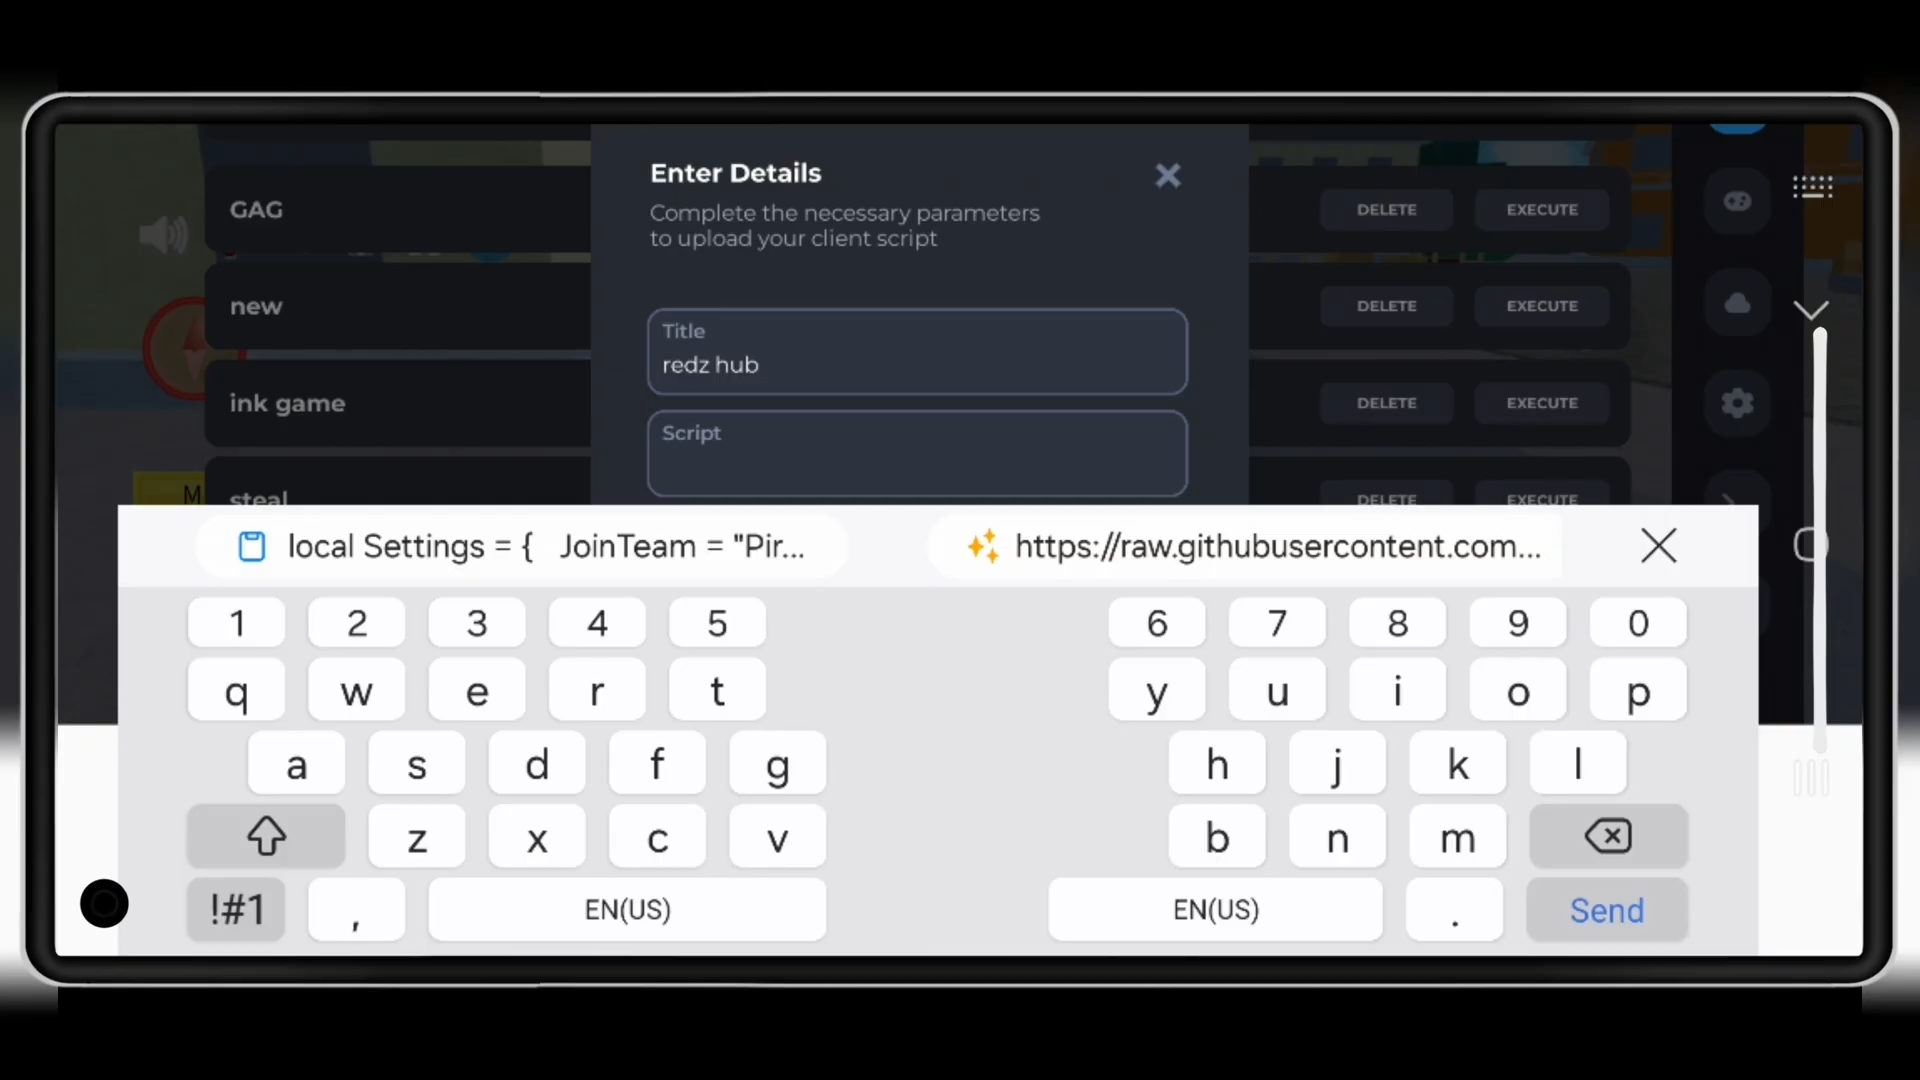 Enter Details
Complete the necessary parameters
to upload your client script
GAG
DELETE
EXECUTE
new
DELETE
EXECUTE
Title
redz hub
ink game
DELETE
EXECUTE
Script
M
steal
DELETE
EXECUTE
local Settings = { JoinTeam = "Pir...
https://raw.githubusercontent.com...
1 2 3 4 5 6 7 8 9 0
q w e r t y u i o p
a s d f g h j k l
z x c v b n m
!#1 , EN(US) EN(US) . Send